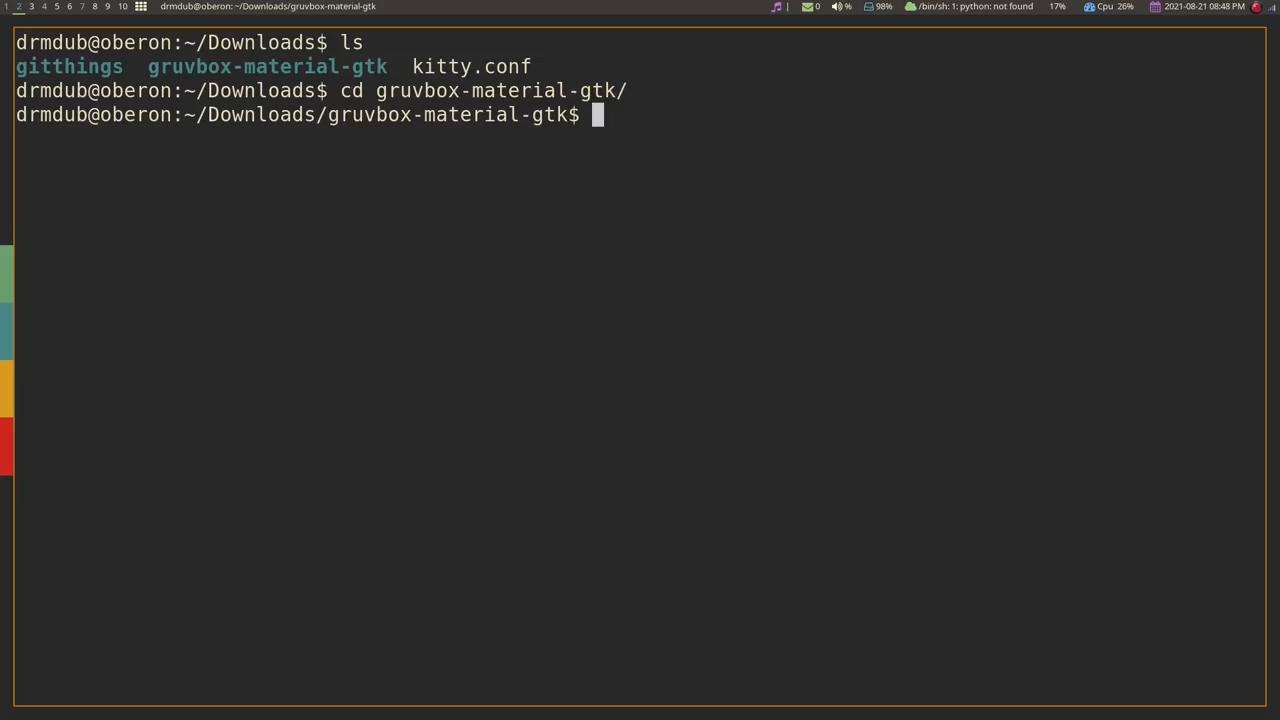 1 2 3 4 5 6 7 8 9 10 drmdub@oberon: ~/Downloads/gruvbox-material-gtk | 0 % 98% /bin/sh: 1: python: not found 17% Cpu 26% 2021-08-21 08:48 PM
drmdub@oberon:~/Downloads$ ls
gitthings gruvbox-material-gtk kitty.conf
drmdub@oberon:~/Downloads$ cd gruvbox-material-gtk/
drmdub@oberon:~/Downloads/gruvbox-material-gtk$